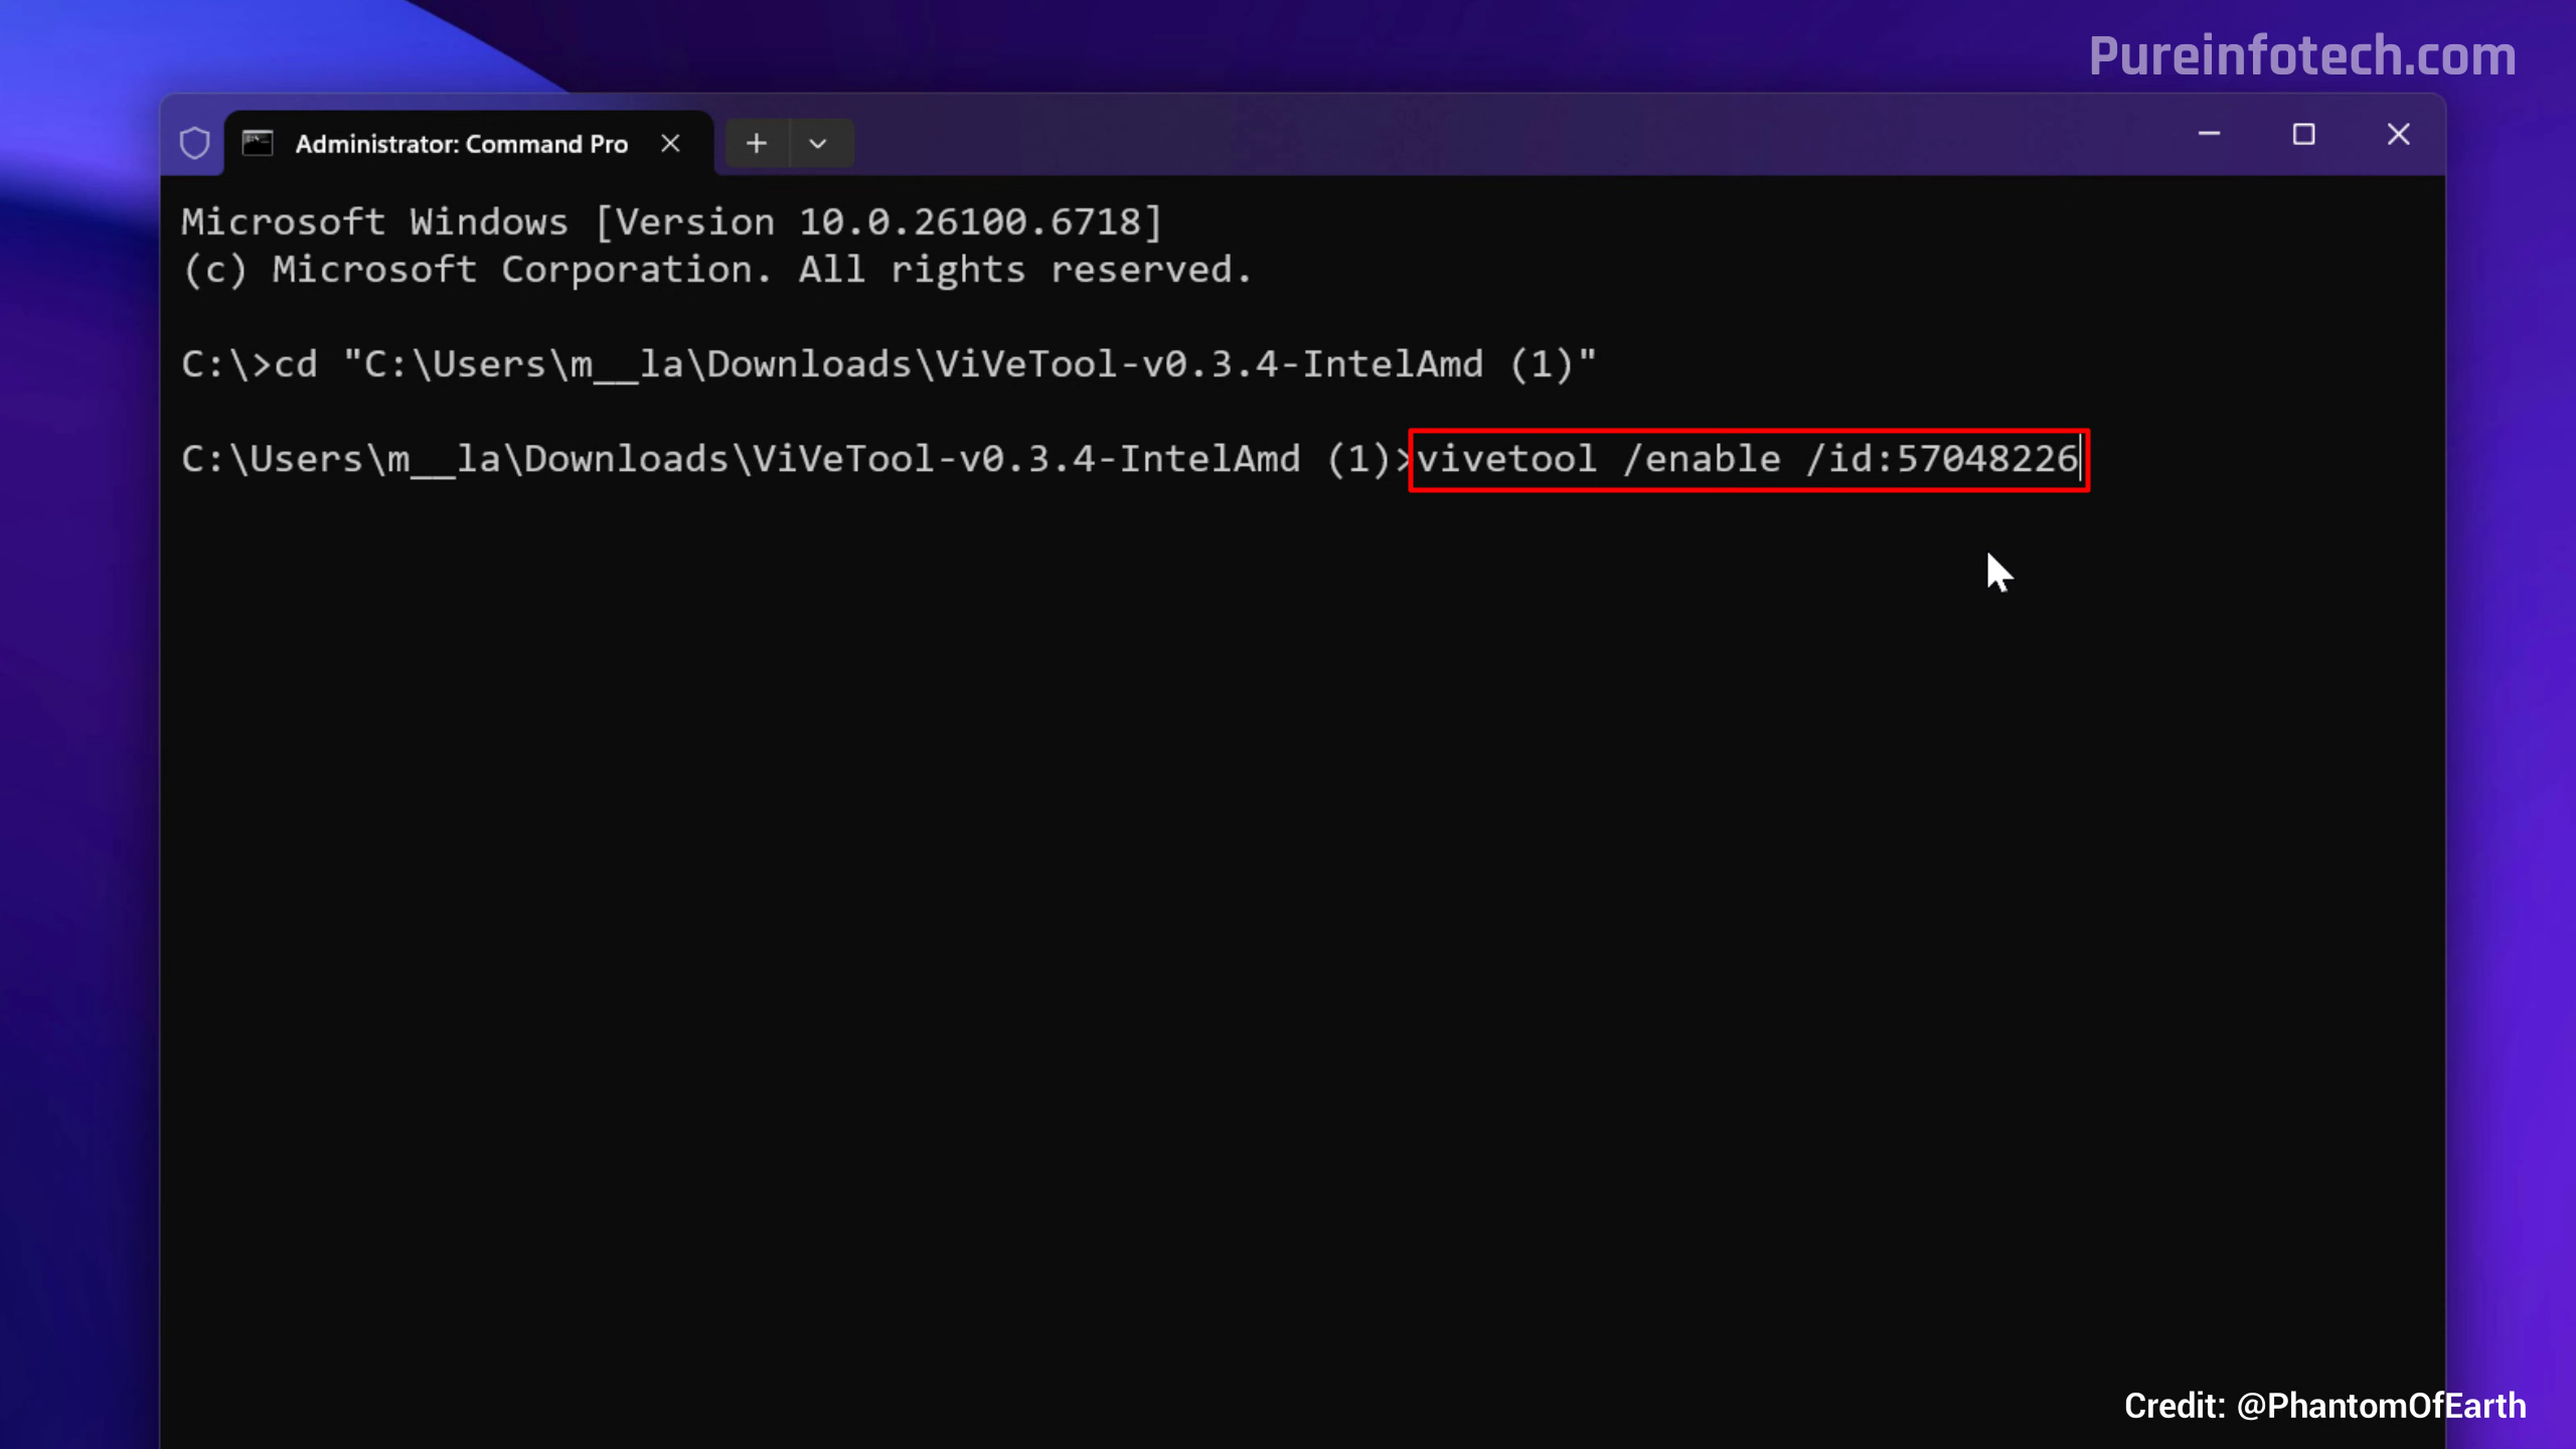 Pureinfotech.com
Administrator: Command Pro
Microsoft Windows [Version 10.0.26100.6718]
(c) Microsoft Corporation. All rights reserved.
C:\>cd "C:\Users\m__la\Downloads\ViVeTool-v0.3.4-IntelAmd (1)"
C:\Users\m__la\Downloads\ViVeTool-v0.3.4-IntelAmd (1)>vivetool /enable /id:57048226
Credit: @PhantomOfEarth